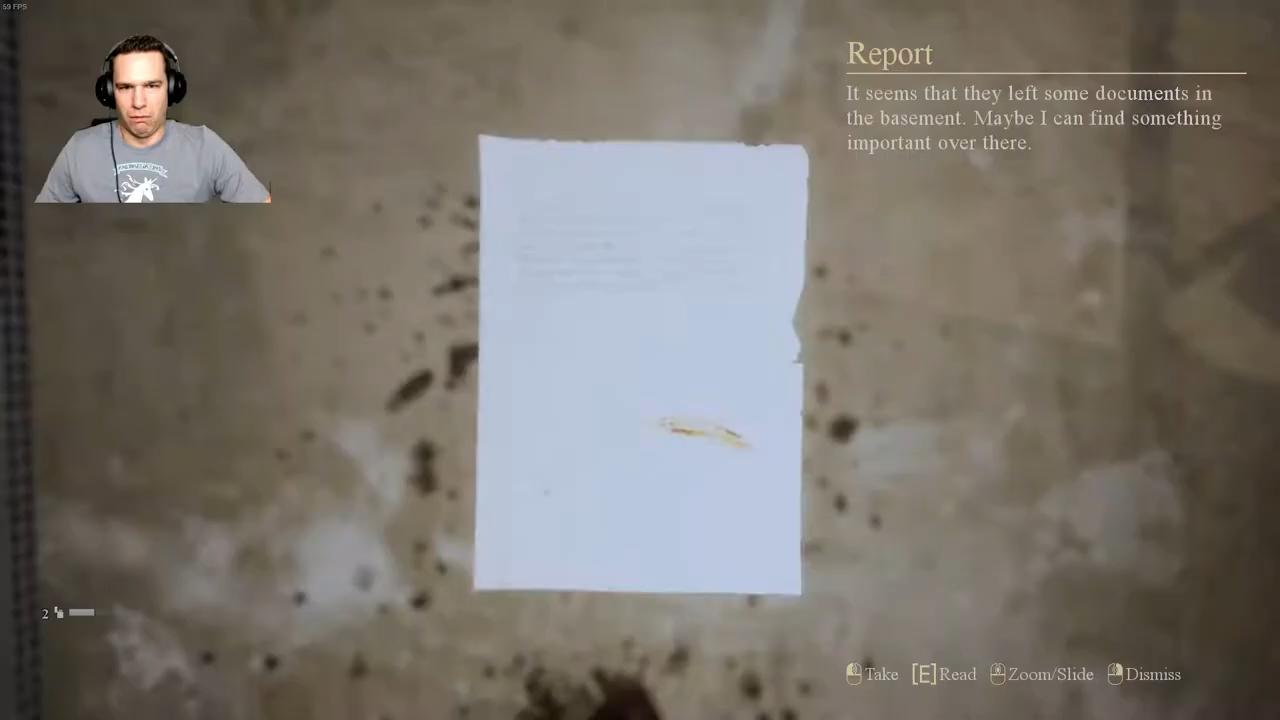 59 FPS
Report
It seems that they left some documents in
the basement. Maybe I can find something
important over there.
2
Take [E]Read Zoom/Slide Dismiss